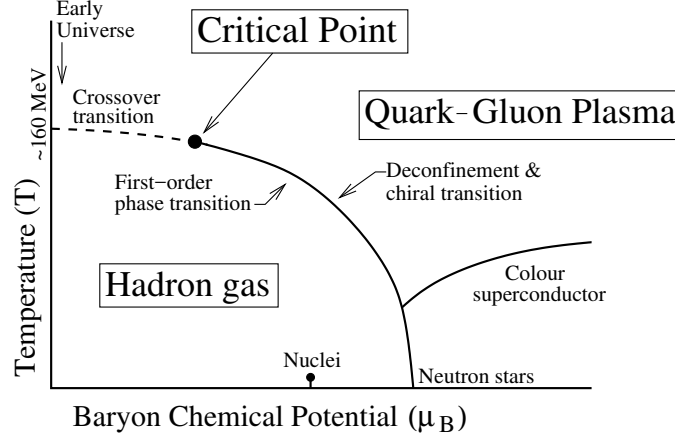 Early
Universe
Critical Point
Crossover
transition
Quark-Gluon Plasma
~160 MeV
First-order
phase transition
Deconfinement &
chiral transition
Temperature (T)
Hadron gas
Colour
superconductor
Nuclei
Neutron stars
Baryon Chemical Potential (μB)